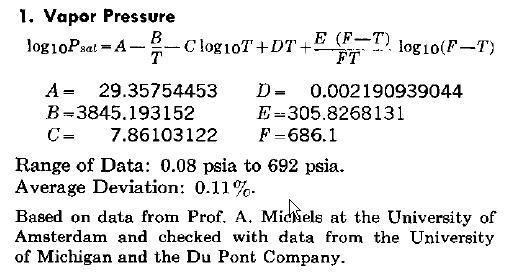 1. Vapor Pressure
log10Psat = A − B/T − C log10T + DT + E (F−T)/FT log10(F−T)
A = 29.35754453 D = 0.002190939044
B = 3845.193152 E = 305.8268131
C = 7.86103122 F = 686.1
Range of Data: 0.08 psia to 692 psia.
Average Deviation: 0.11%.
Based on data from Prof. A. Michels at the University of
Amsterdam and checked with data from the University
of Michigan and the Du Pont Company.